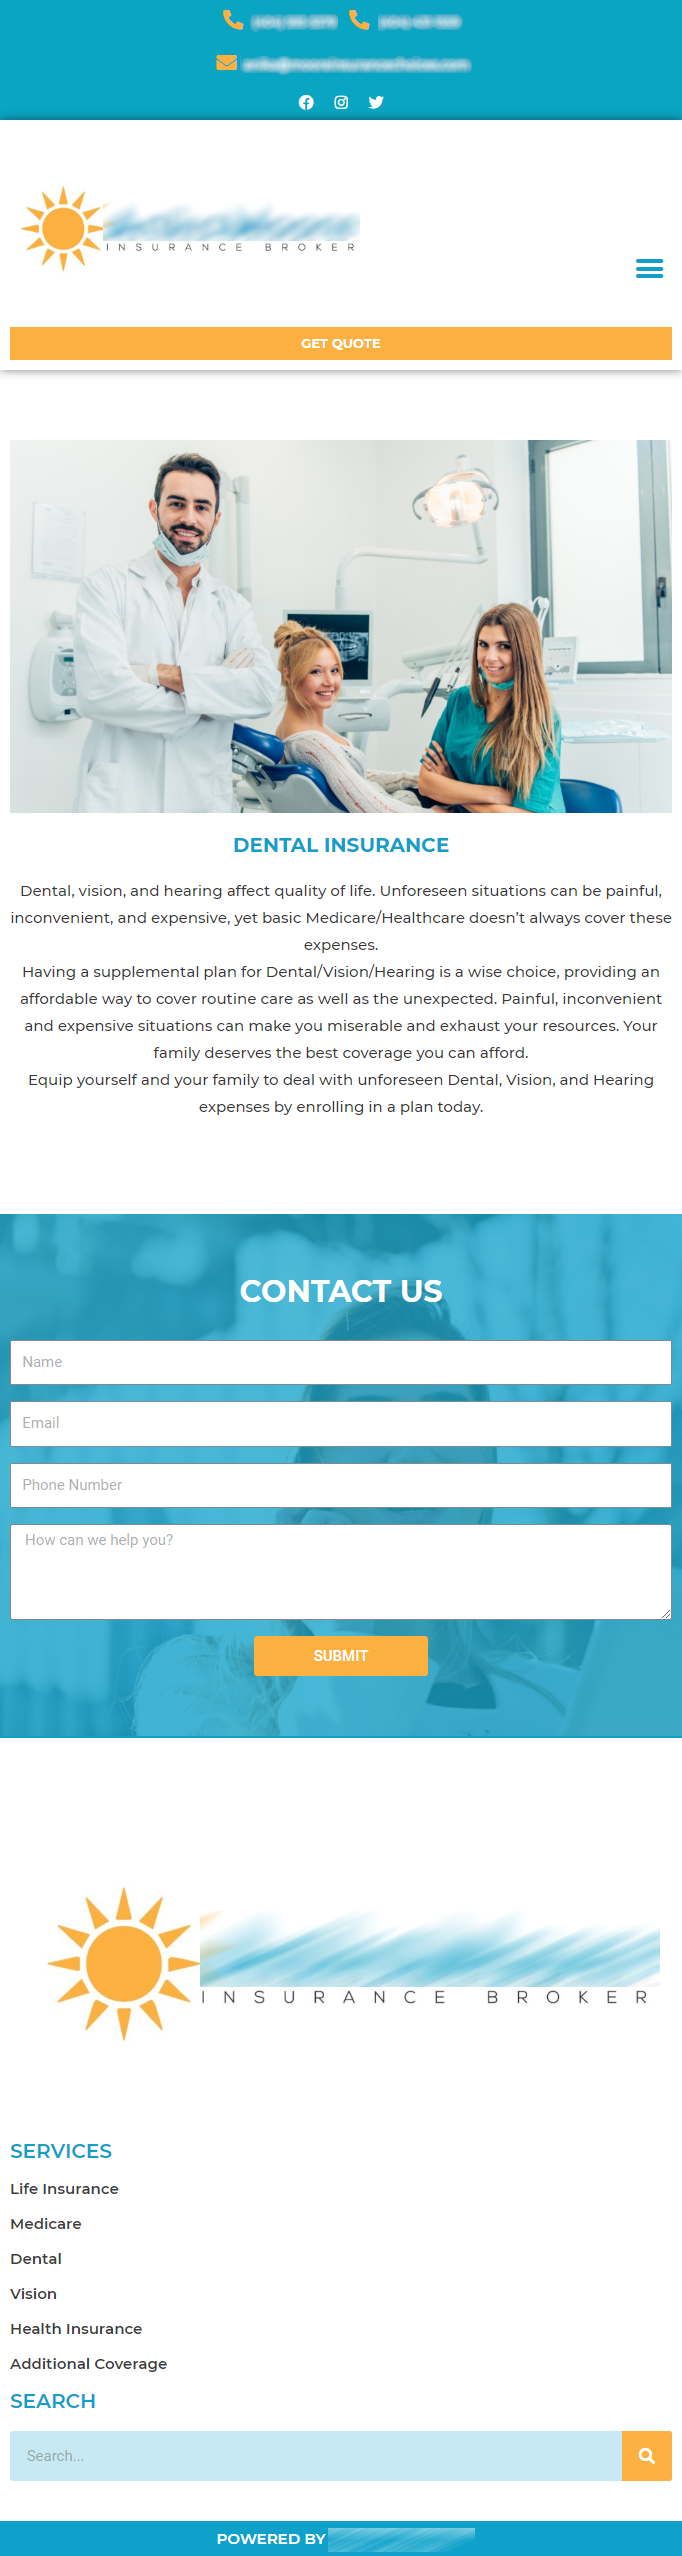 INSURANCE BROKER
GET QUOTE
DENTAL INSURANCE
Dental, vision, and hearing affect quality of life. Unforeseen situations can be painful,
inconvenient, and expensive, yet basic Medicare/Healthcare doesn’t always cover these
expenses.
Having a supplemental plan for Dental/Vision/Hearing is a wise choice, providing an
affordable way to cover routine care as well as the unexpected. Painful, inconvenient
and expensive situations can make you miserable and exhaust your resources. Your
family deserves the best coverage you can afford.
Equip yourself and your family to deal with unforeseen Dental, Vision, and Hearing
expenses by enrolling in a plan today.
CONTACT US
Name
Email
Phone Number
How can we help you?
SUBMIT
INSURANCE BROKER
SERVICES
Life Insurance
Medicare
Dental
Vision
Health Insurance
Additional Coverage
SEARCH
Search...
POWERED BY